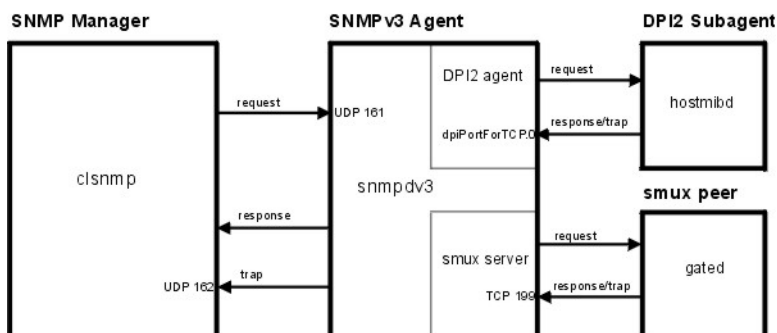 SNMP Manager
SNMPv3 Agent
DPI2 Subagent
DPI2 agent
request
hostmibd
request
UDP 161
response/trap
dpiPortForTCP.0
clsnmp
snmpdv3
smux peer
response
request
smux server
gated
trap
UDP 162
response/trap
TCP 199